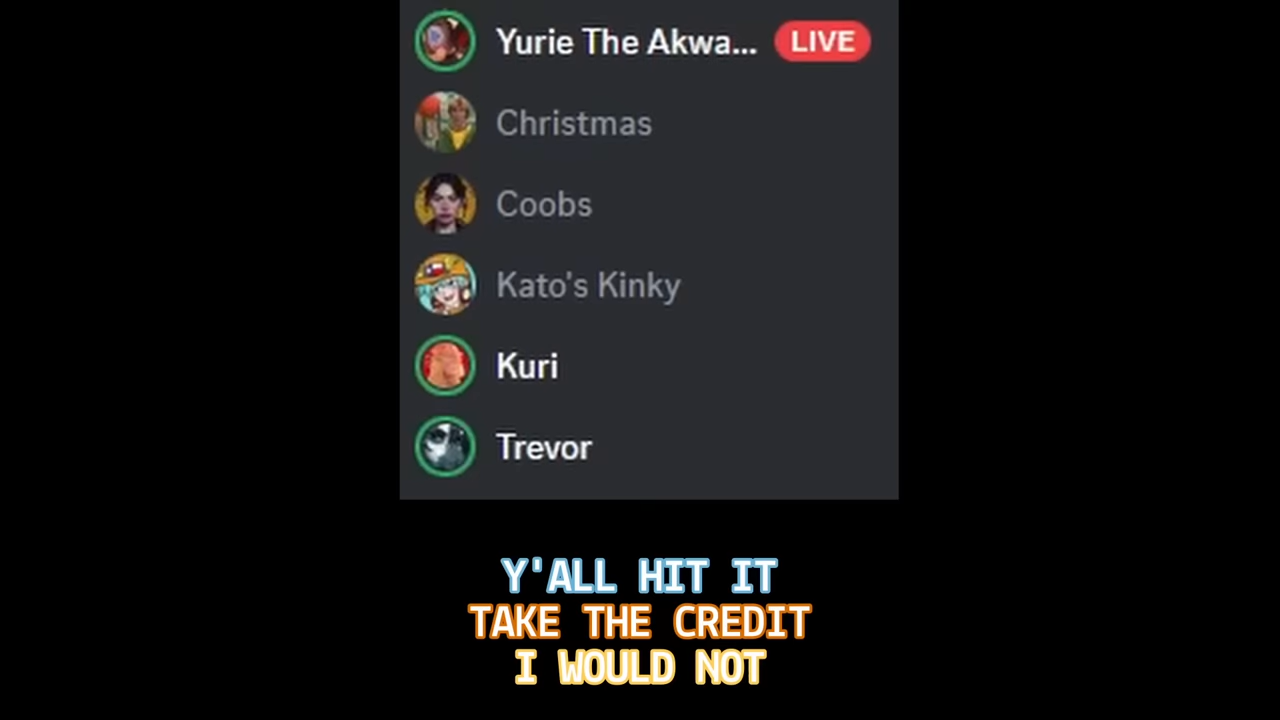 Yurie The Akwa... LIVE
Christmas
Coobs
Kato's Kinky
Kuri
Trevor
Y'ALL HIT IT
TAKE THE CREDIT
I WOULD NOT